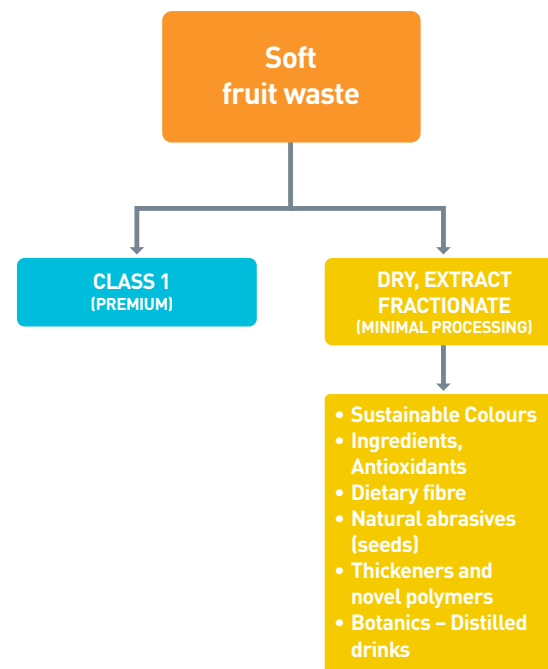 Soft
fruit waste
CLASS 1
(PREMIUM)
DRY, EXTRACT
FRACTIONATE
(MINIMAL PROCESSING)
• Sustainable Colours
• Ingredients,
Antioxidants
• Dietary fibre
• Natural abrasives
(seeds)
• Thickeners and
novel polymers
• Botanics – Distilled
drinks